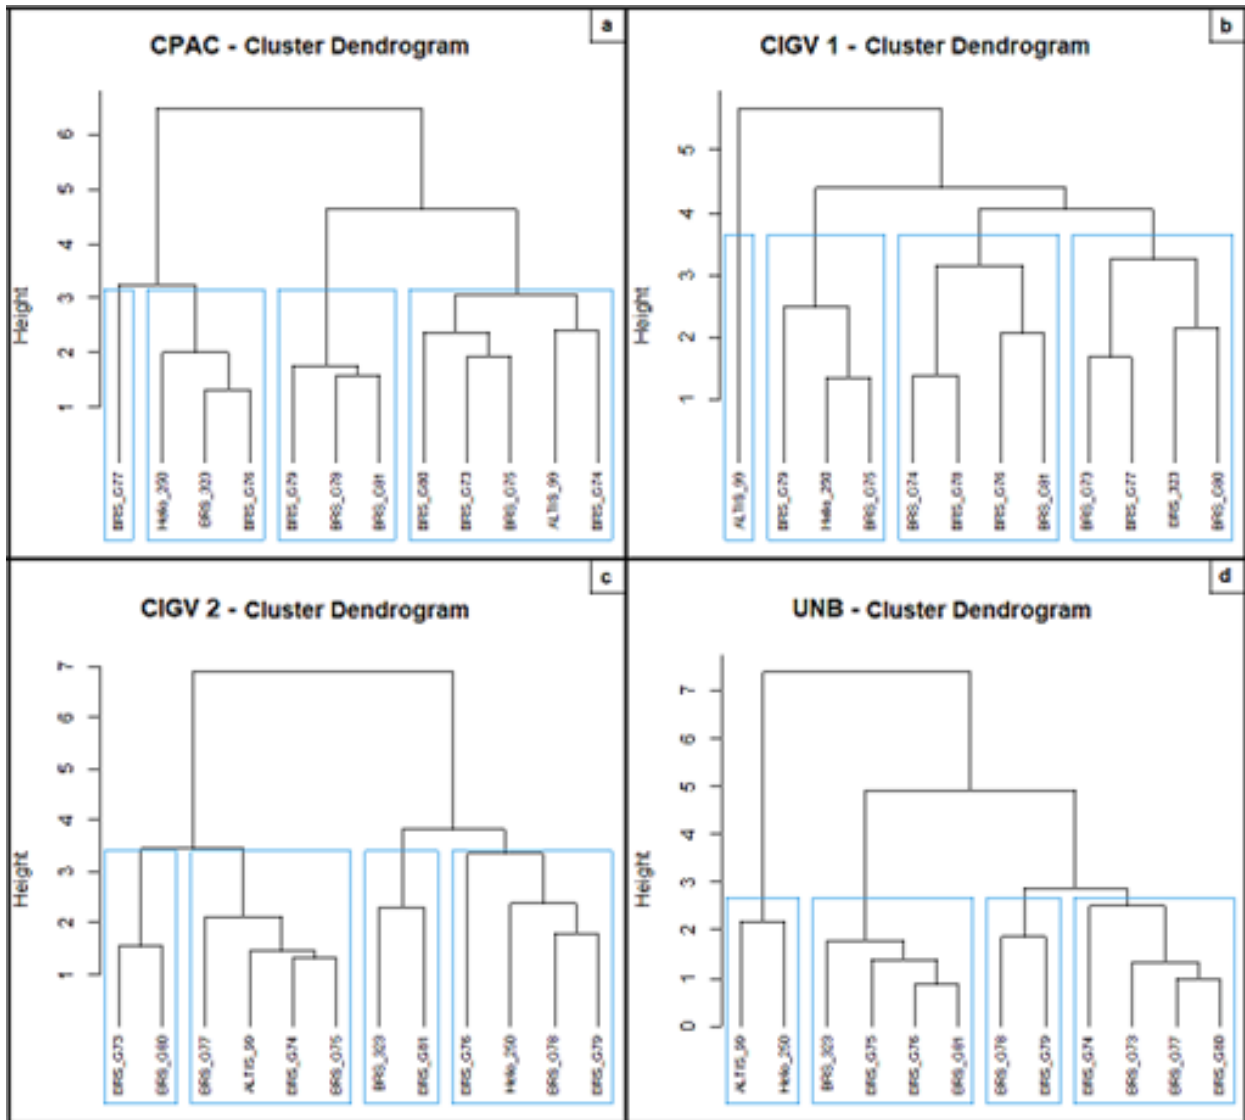 a
CPAC - Cluster Dendrogram
Height
6
5
4
3
2
1
BRS_G77
Helio_250
BRS_323
BRS_G76
BRS_G79
BRS_G78
BRS_G81
BRS_G80
BRS_G73
BRS_G75
ALTIS_99
BRS_G74
b
CIGV 1 - Cluster Dendrogram
Height
5
4
3
2
1
ALTIS_99
BRS_G79
Helio_250
BRS_G75
BRS_G74
BRS_G78
BRS_G76
BRS_G81
BRS_G73
BRS_G77
BRS_323
BRS_G80
c
CIGV 2 - Cluster Dendrogram
Height
7
6
5
4
3
2
1
BRS_G73
BRS_G80
BRS_G77
ALTIS_99
BRS_G74
BRS_G75
BRS_323
BRS_G81
BRS_G76
Helio_250
BRS_G78
BRS_G79
d
UNB - Cluster Dendrogram
Height
7
6
5
4
3
2
1
0
ALTIS_99
Helio_250
BRS_323
BRS_G75
BRS_G76
BRS_G81
BRS_G78
BRS_G79
BRS_G74
BRS_G73
BRS_G77
BRS_G80